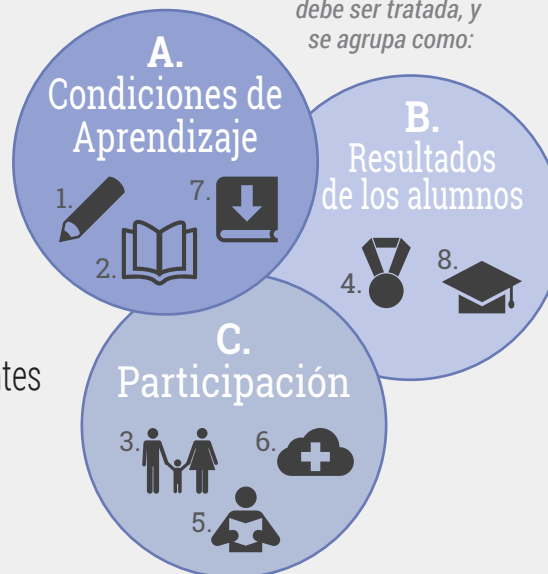 debe ser tratada, y
se agrupa como:
A.
Condiciones de
Aprendizaje
1.
7.
2.
B.
Resultados
de los alumnos
4.
8.
C.
Participación
3.
6.
5.